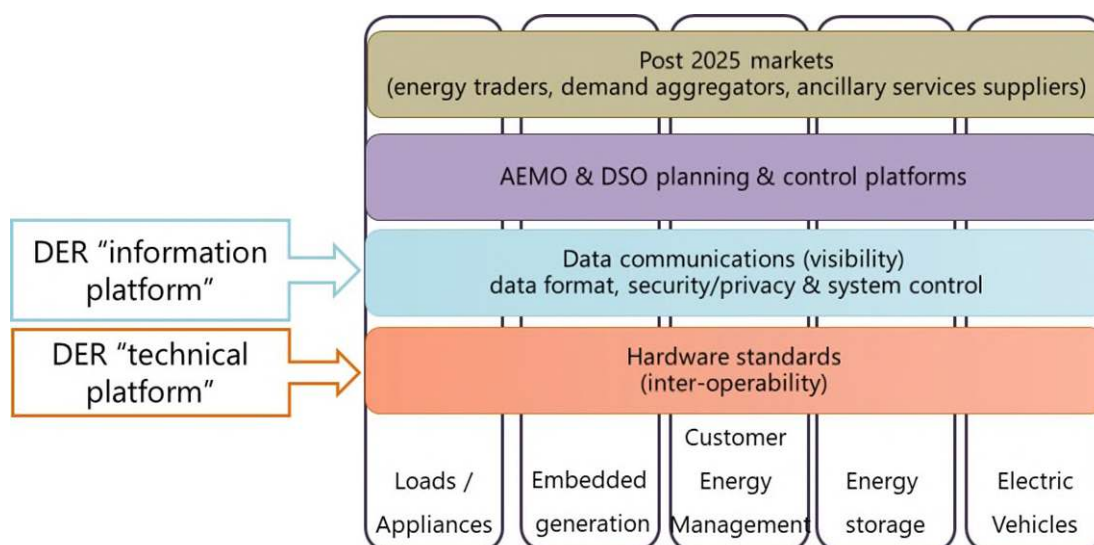 Post 2025 markets
(energy traders, demand aggregators, ancillary services suppliers)
AEMO & DSO planning & control platforms
DER “information
platform”
Data communications (visibility)
data format, security/privacy & system control
DER “technical
platform”
Hardware standards
(inter-operability)
Loads /
Appliances
Embedded
generation
Customer
Energy
Management
Energy
storage
Electric
Vehicles